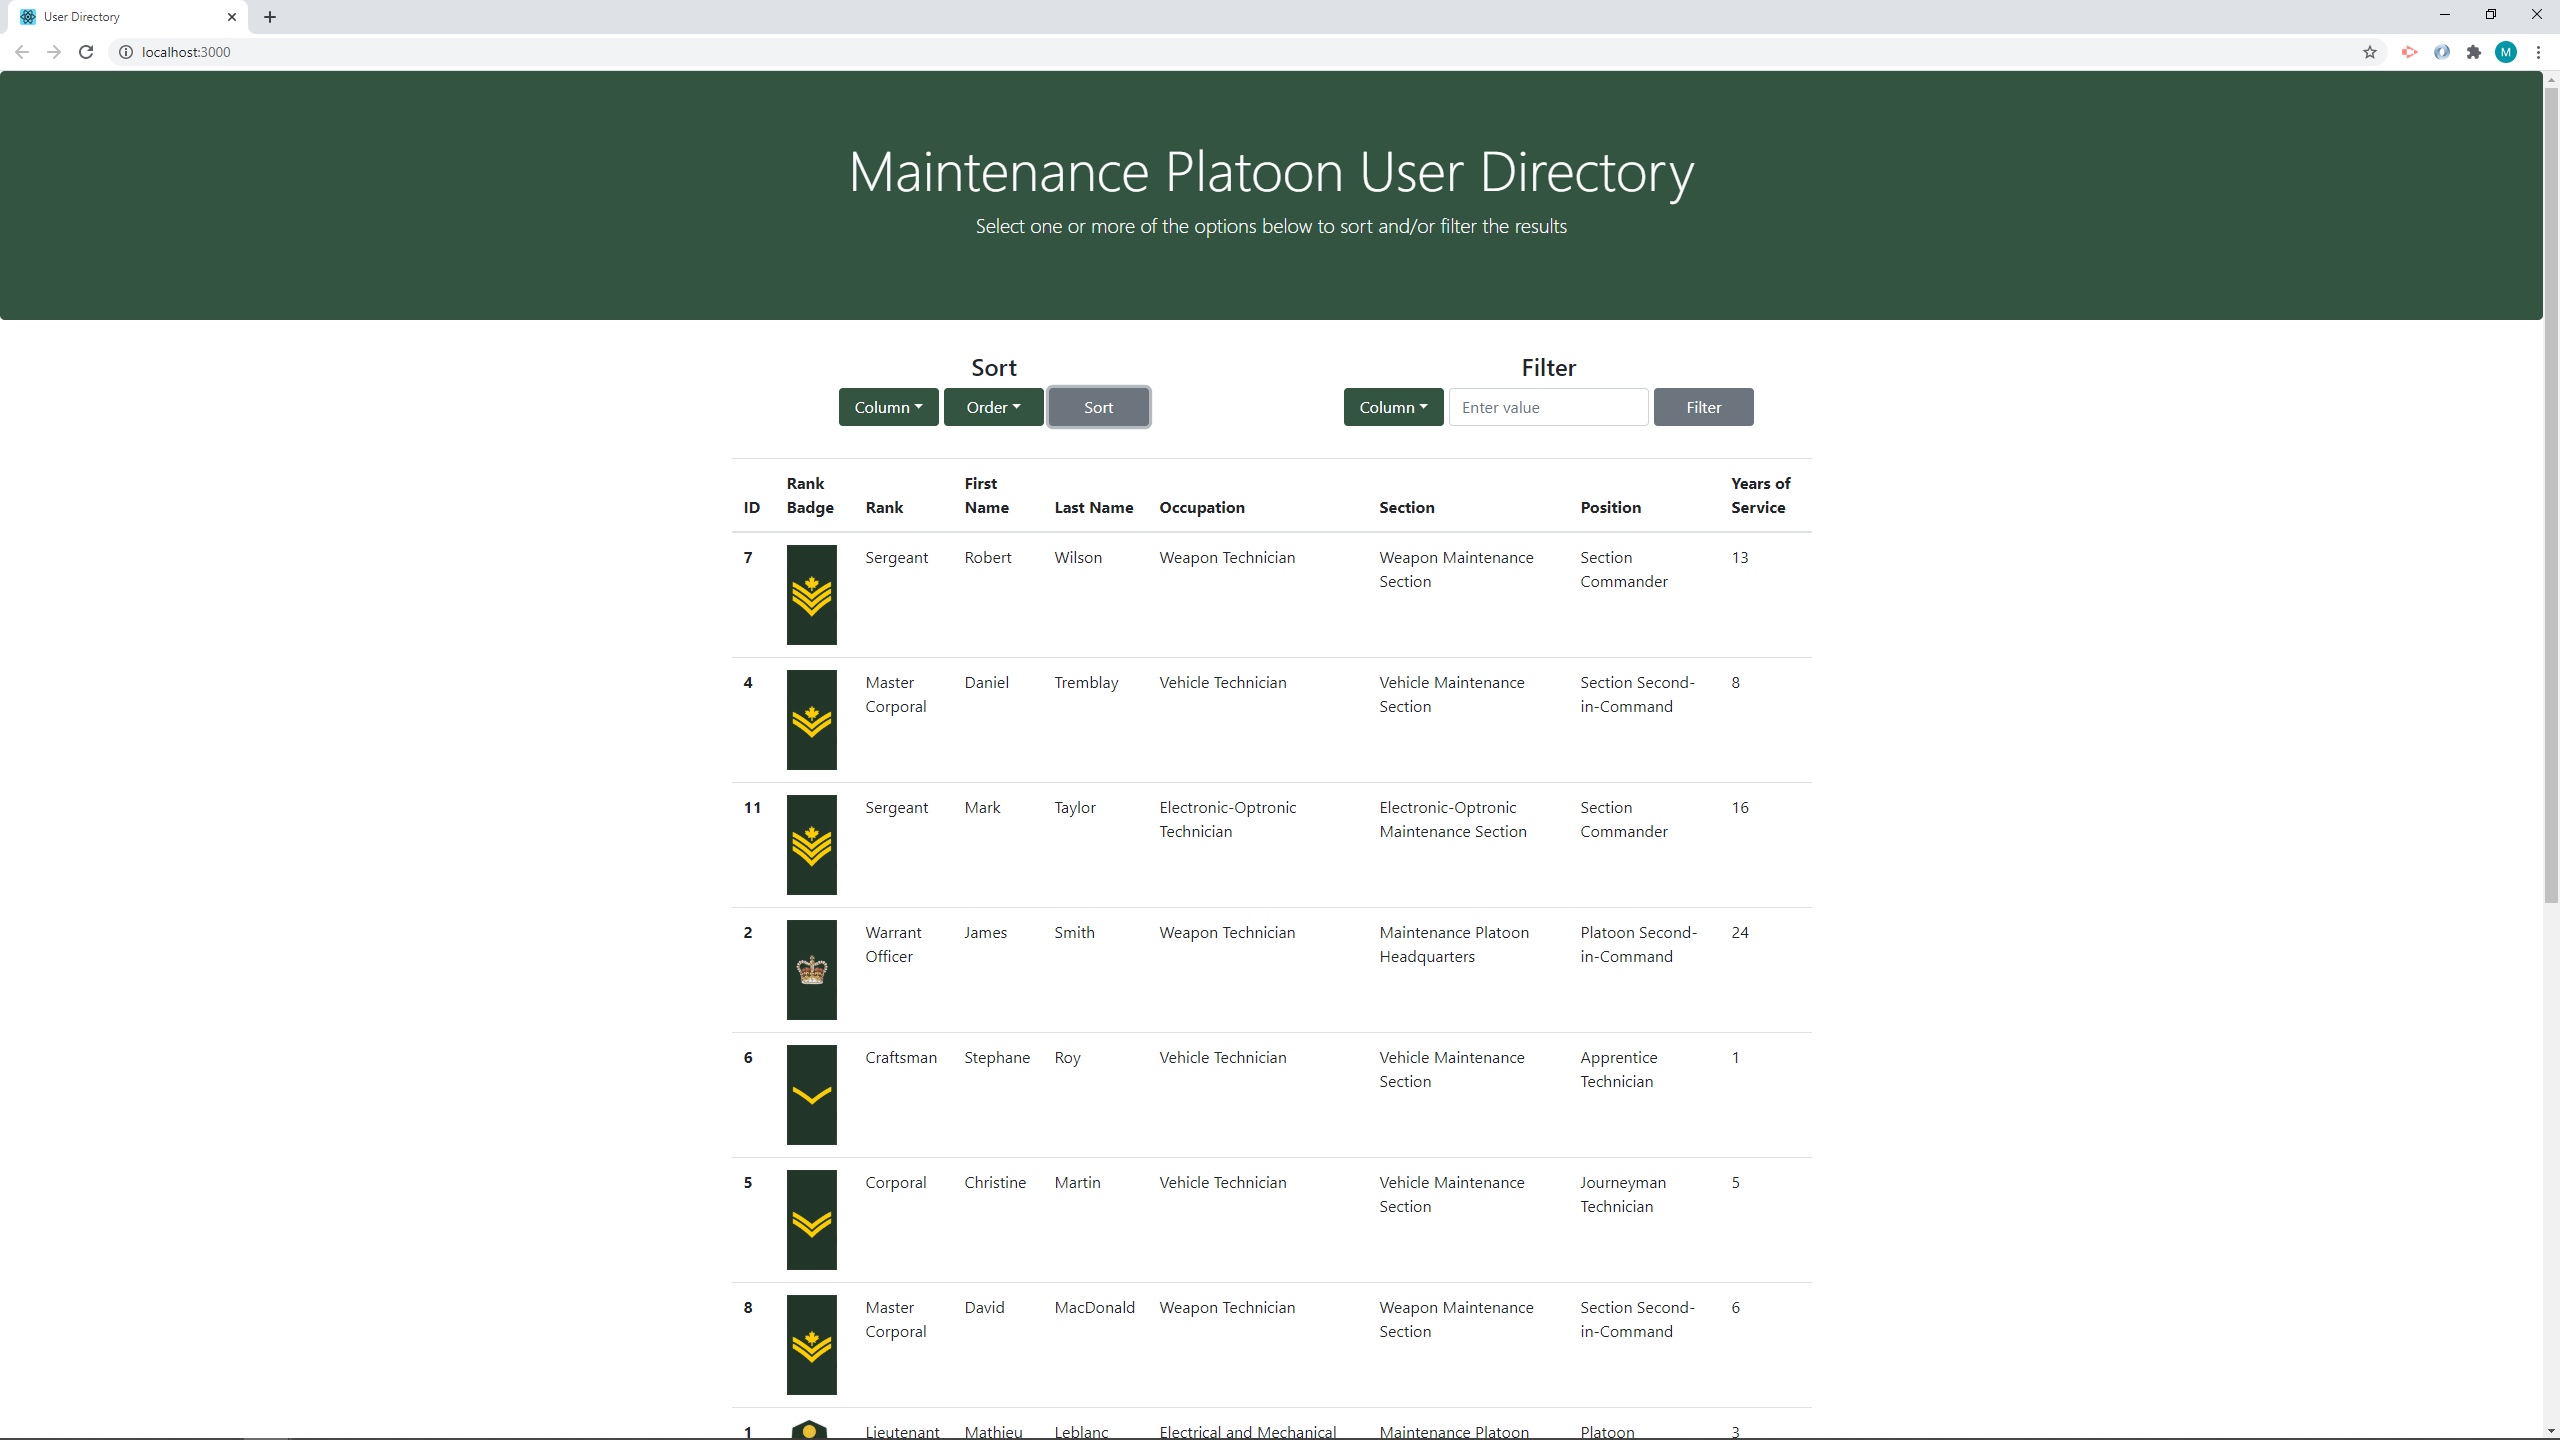 User Directory
localhost:3000
M
Maintenance Platoon User Directory
Select one or more of the options below to sort and/or filter the results
Sort
Filter
Column Order Sort
Column Enter value Filter
ID Rank Badge Rank First Name Last Name Occupation Section Position Years of Service
7 Sergeant Robert Wilson Weapon Technician Weapon Maintenance Section Section Commander 13
4 Master Corporal Daniel Tremblay Vehicle Technician Vehicle Maintenance Section Section Second-in-Command 8
11 Sergeant Mark Taylor Electronic-Optronic Technician Electronic-Optronic Maintenance Section Section Commander 16
2 Warrant Officer James Smith Weapon Technician Maintenance Platoon Headquarters Platoon Second-in-Command 24
6 Craftsman Stephane Roy Vehicle Technician Vehicle Maintenance Section Apprentice Technician 1
5 Corporal Christine Martin Vehicle Technician Vehicle Maintenance Section Journeyman Technician 5
8 Master Corporal David MacDonald Weapon Technician Weapon Maintenance Section Section Second-in-Command 6
1 Lieutenant Mathieu Leblanc Electrical and Mechanical Maintenance Platoon Platoon 3